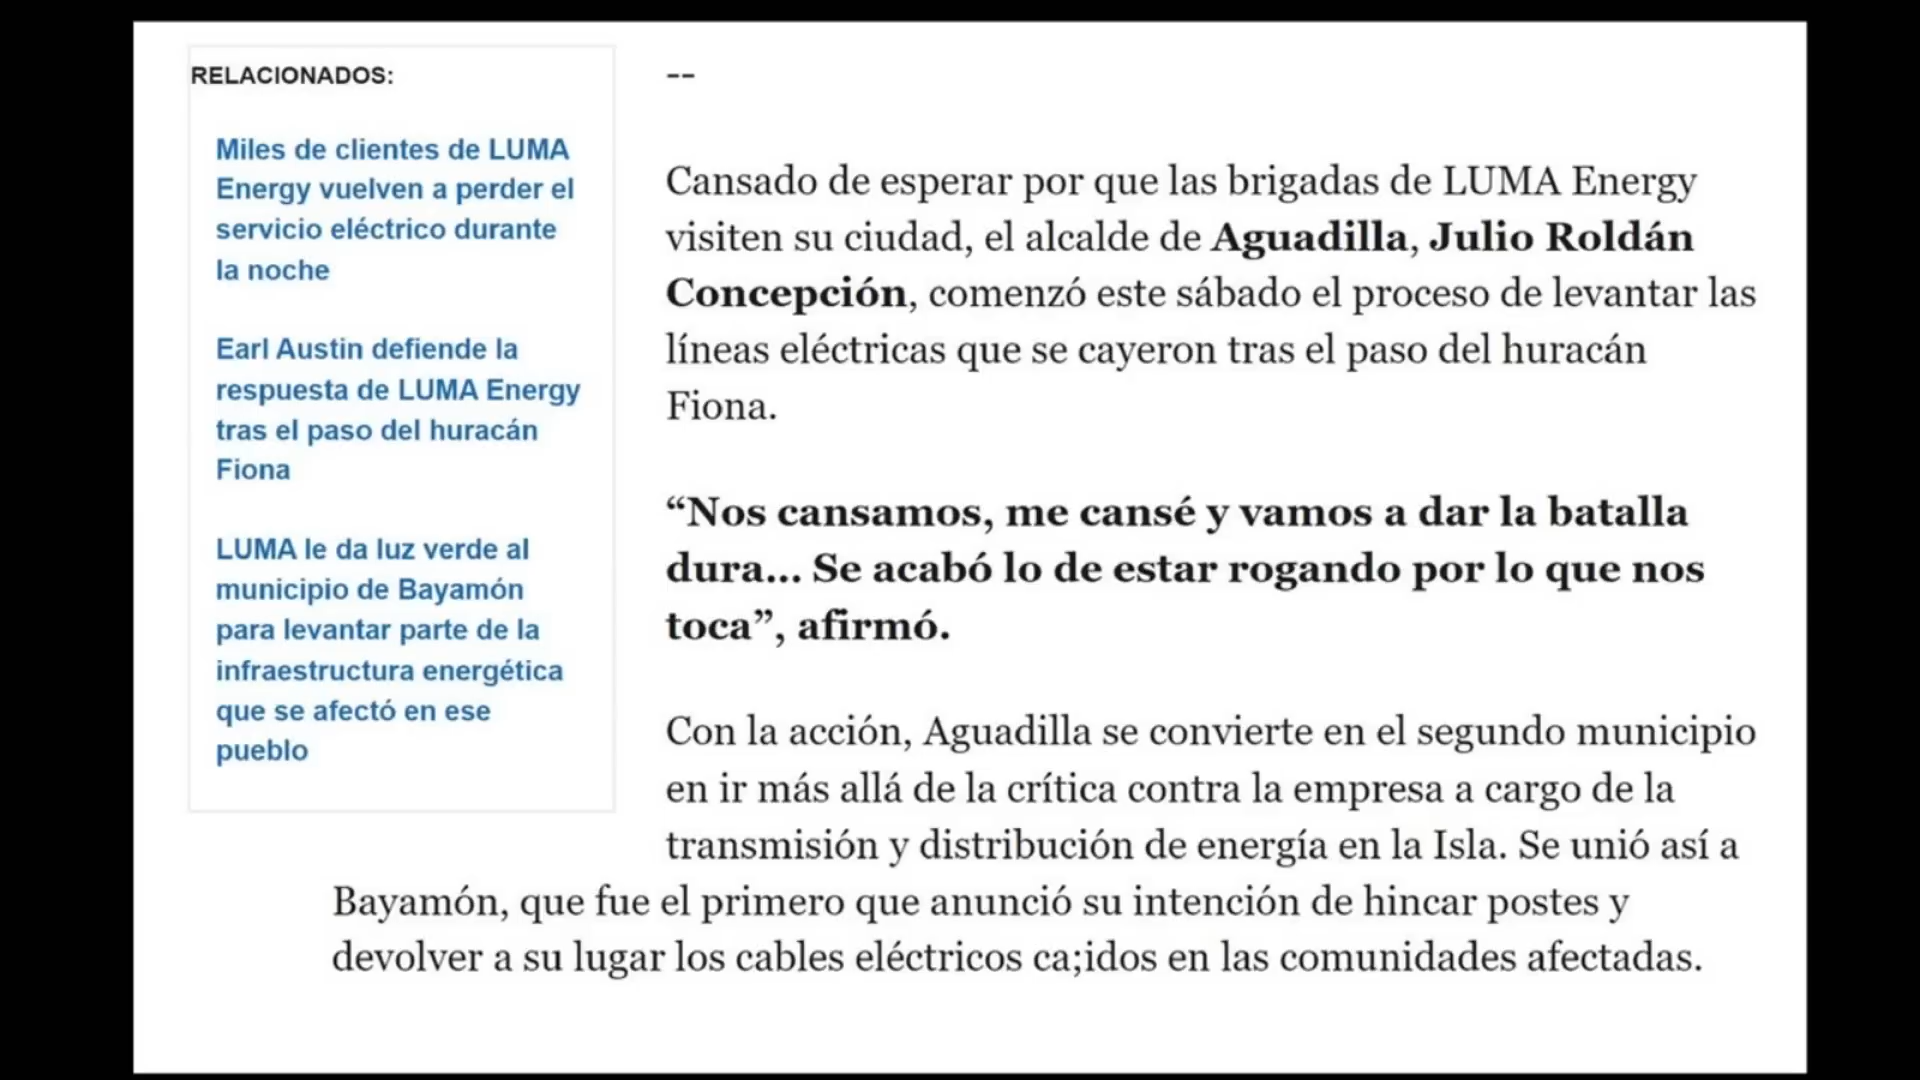 RELACIONADOS:
Miles de clientes de LUMA
Energy vuelven a perder el
servicio eléctrico durante
la noche
Earl Austin defiende la
respuesta de LUMA Energy
tras el paso del huracán
Fiona
LUMA le da luz verde al
municipio de Bayamón
para levantar parte de la
infraestructura energética
que se afectó en ese
pueblo
--
Cansado de esperar por que las brigadas de LUMA Energy
visiten su ciudad, el alcalde de Aguadilla, Julio Roldán
Concepción, comenzó este sábado el proceso de levantar las
líneas eléctricas que se cayeron tras el paso del huracán
Fiona.
“Nos cansamos, me cansé y vamos a dar la batalla
dura... Se acabó lo de estar rogando por lo que nos
toca”, afirmó.
Con la acción, Aguadilla se convierte en el segundo municipio
en ir más allá de la crítica contra la empresa a cargo de la
transmisión y distribución de energía en la Isla. Se unió así a
Bayamón, que fue el primero que anunció su intención de hincar postes y
devolver a su lugar los cables eléctricos ca;idos en las comunidades afectadas.